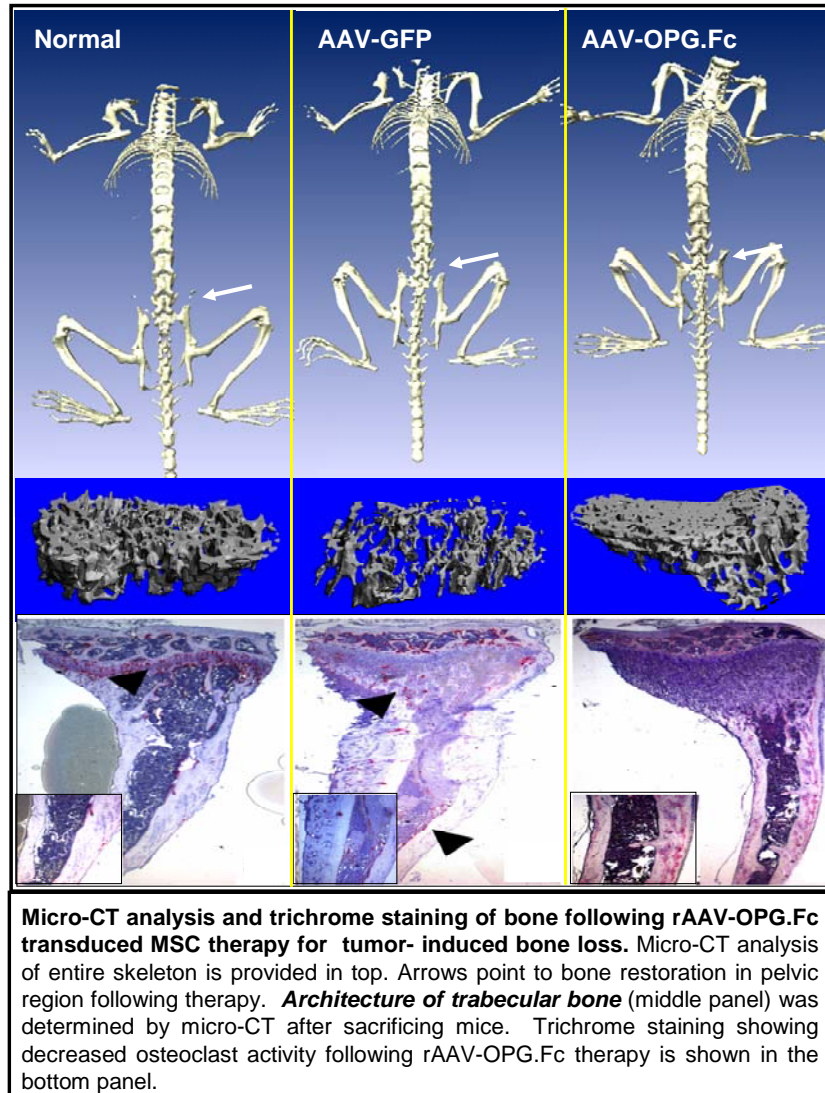 Normal AAV-GFP AAV-OPG.Fc
Micro-CT analysis and trichrome staining of bone following rAAV-OPG.Fc
transduced MSC therapy for tumor- induced bone loss. Micro-CT analysis
of entire skeleton is provided in top. Arrows point to bone restoration in pelvic
region following therapy. Architecture of trabecular bone (middle panel) was
determined by micro-CT after sacrificing mice. Trichrome staining showing
decreased osteoclast activity following rAAV-OPG.Fc therapy is shown in the
bottom panel.